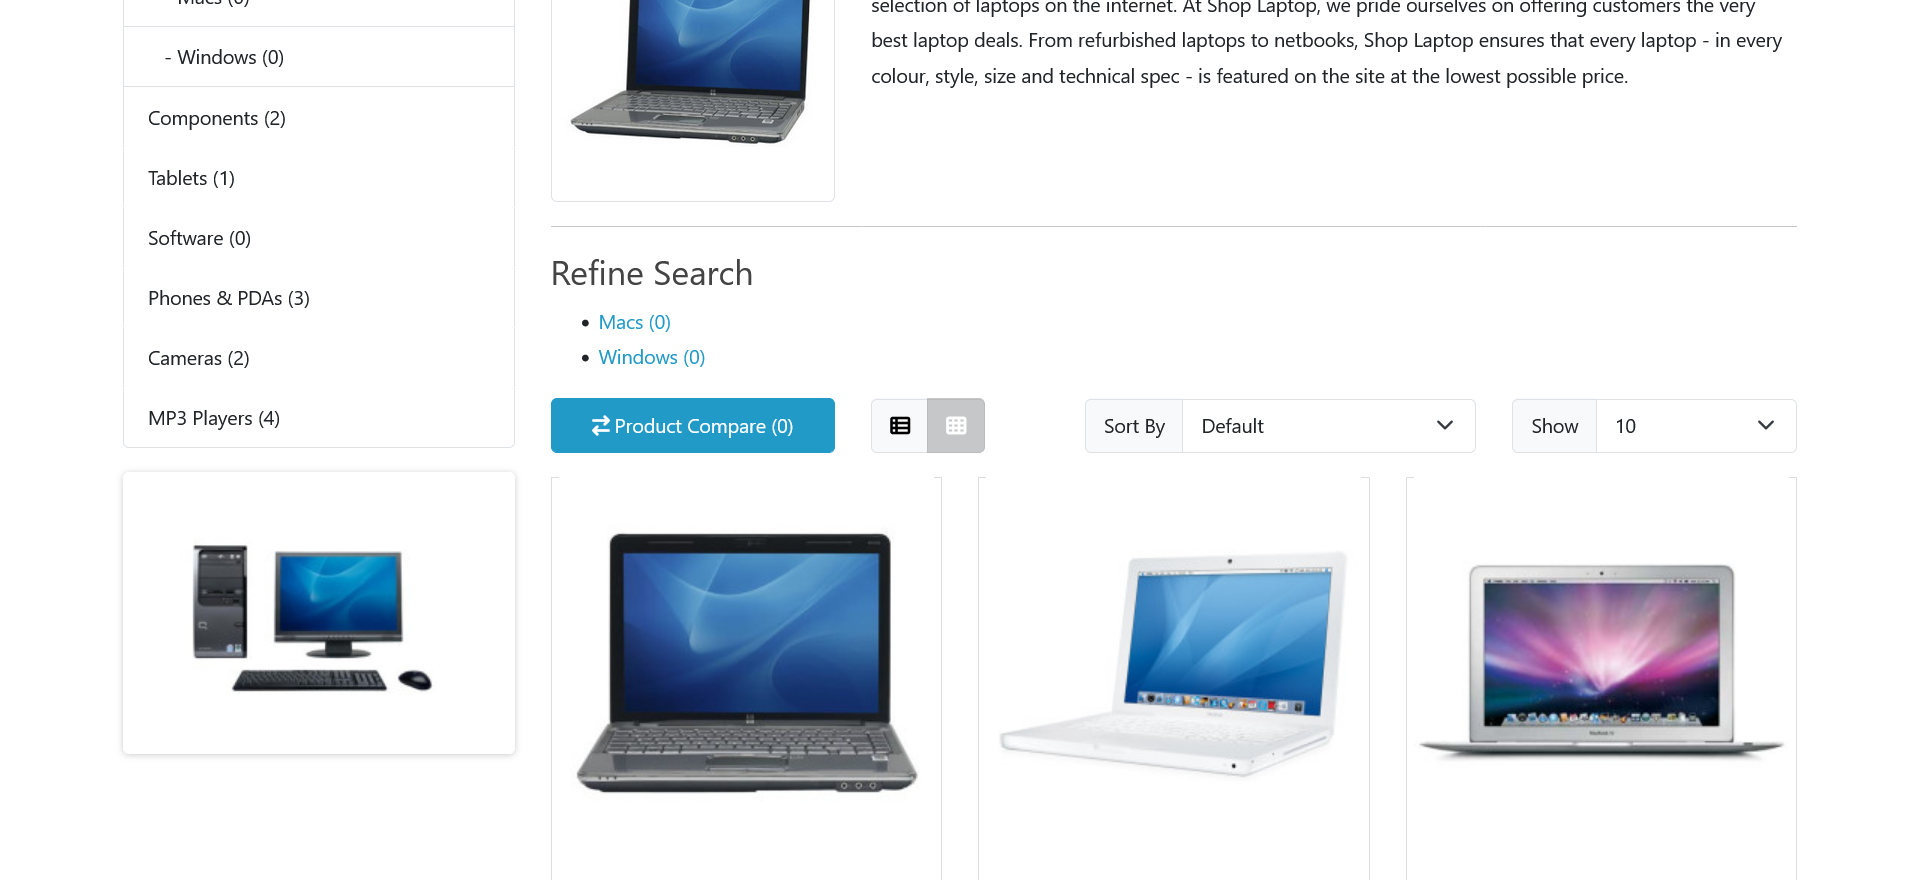 Macs (0)
- Windows (0)
Components (2)
Tablets (1)
Software (0)
Phones & PDAs (3)
Cameras (2)
MP3 Players (4)
selection of laptops on the internet. At Shop Laptop, we pride ourselves on offering customers the very
best laptop deals. From refurbished laptops to netbooks, Shop Laptop ensures that every laptop - in every
colour, style, size and technical spec - is featured on the site at the lowest possible price.
Refine Search
Macs (0)
Windows (0)
Product Compare (0)
Sort By
Default
Show
10